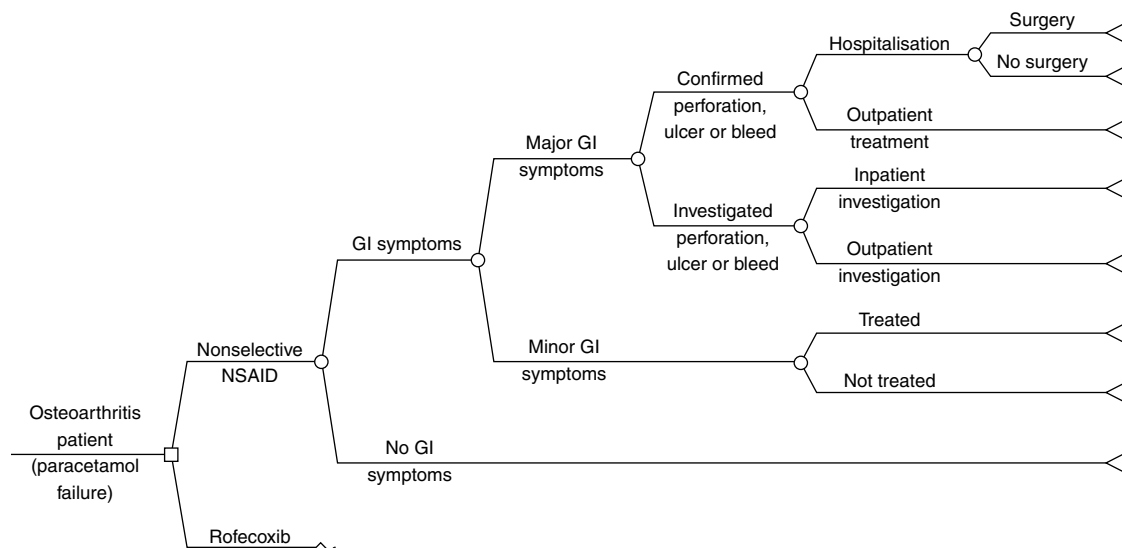 Surgery
Hospitalisation
No surgery
Confirmed
perforation,
ulcer or bleed
Outpatient
treatment
Major GI
symptoms
Inpatient
investigation
Investigated
perforation,
ulcer or bleed
GI symptoms
Outpatient
investigation
Treated
Minor GI
symptoms
Nonselective
NSAID
Not treated
Osteoarthritis
patient
(paracetamol
failure)
No GI
symptoms
Rofecoxib